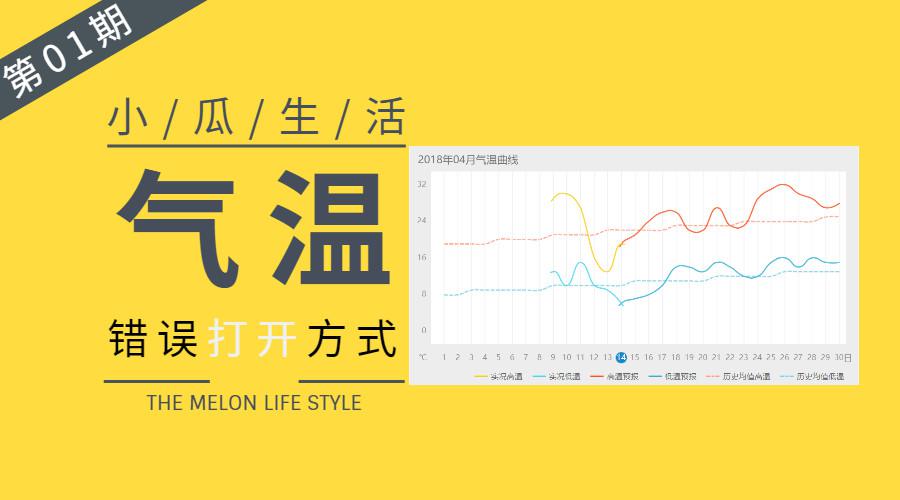 第01期
小/瓜/生/活
气温
错误打开方式
THE MELON LIFE STYLE
2018年04月气温曲线
32
24
16
8
0
℃ 1 2 3 4 5 6 7 8 9 10 11 12 13 14 15 16 17 18 19 20 21 22 23 24 25 26 27 28 29 30日
实况高温 实况低温 高温预报 低温预报 历史均值高温 历史均值低温